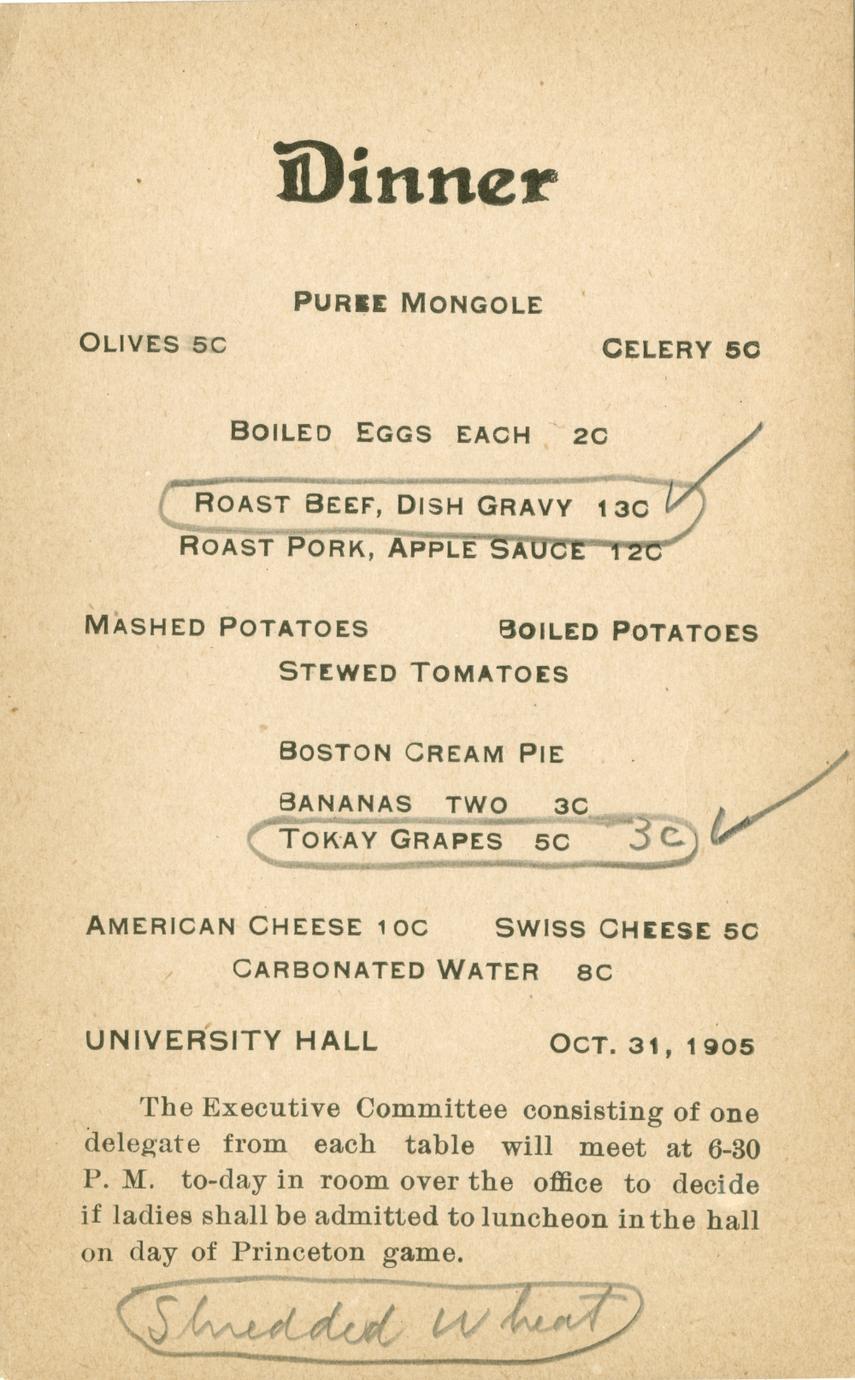 Dinner
PUREE MONGOLE
OLIVES 5C CELERY 5C
BOILED EGGS EACH 2C
ROAST BEEF, DISH GRAVY 13C
ROAST PORK, APPLE SAUCE 12C
MASHED POTATOES BOILED POTATOES
STEWED TOMATOES
BOSTON CREAM PIE
BANANAS TWO 3C
TOKAY GRAPES 5C 3c
AMERICAN CHEESE 10C SWISS CHEESE 5C
CARBONATED WATER 8C
UNIVERSITY HALL OCT. 31, 1905
The Executive Committee consisting of one
delegate from each table will meet at 6-30
P. M. to-day in room over the office to decide
if ladies shall be admitted to luncheon in the hall
on day of Princeton game.
Shredded Wheat